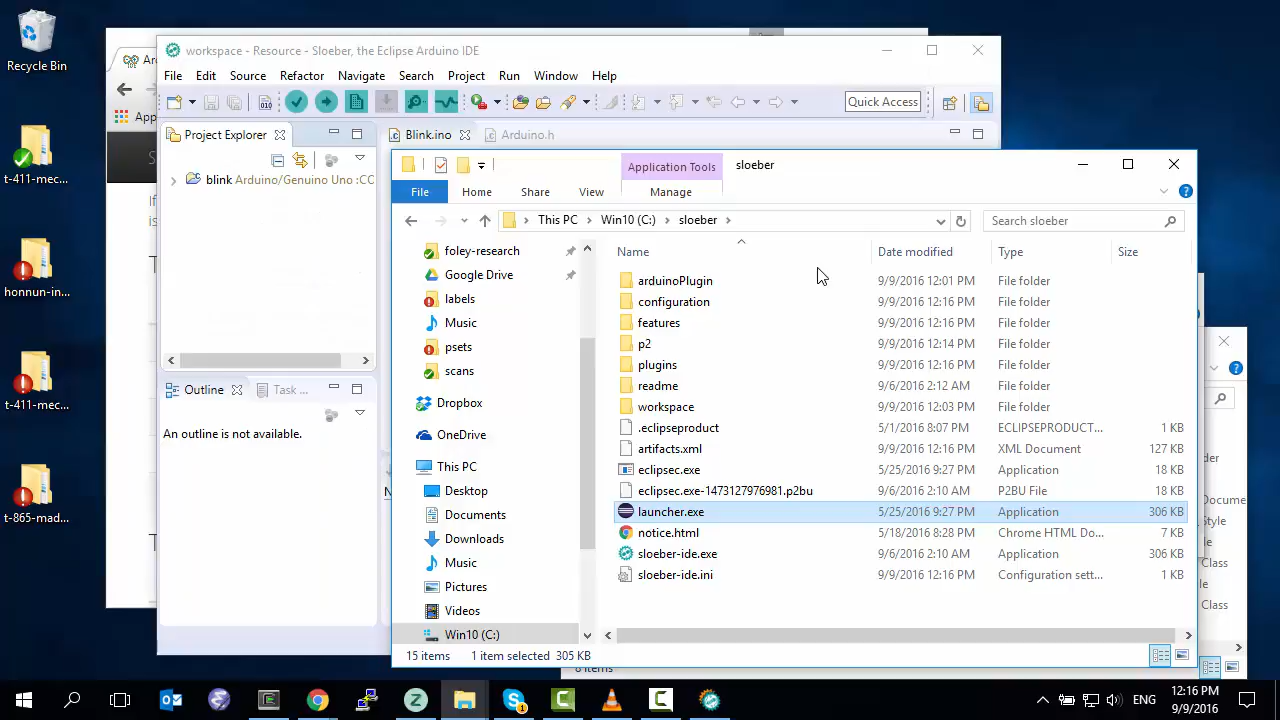 Recycle Bin
t-411-mec...
honnun-in...
t-411-mec...
t-865-mad...
workspace - Resource - Sloeber, the Eclipse Arduino IDE
File Edit Source Refactor Navigate Search Project Run Window Help
Quick Access
Project Explorer
Blink.ino
Arduino.h
blink Arduino/Genuino Uno :CC
Outline
Task ...
An outline is not available.
Application Tools
sloeber
File Home Share View Manage
This PC > Win10 (C:) > sloeber >
Search sloeber
foley-research
Google Drive
labels
Music
psets
scans
Dropbox
OneDrive
This PC
Desktop
Documents
Downloads
Music
Pictures
Videos
Win10 (C:)
Name Date modified Type Size
arduinoPlugin 9/9/2016 12:01 PM File folder
configuration 9/9/2016 12:16 PM File folder
features 9/9/2016 12:16 PM File folder
p2 9/9/2016 12:14 PM File folder
plugins 9/9/2016 12:16 PM File folder
readme 9/6/2016 2:12 AM File folder
workspace 9/9/2016 12:03 PM File folder
.eclipseproduct 5/1/2016 8:07 PM ECLIPSEPRODUCT... 1 KB
artifacts.xml 9/9/2016 12:16 PM XML Document 127 KB
eclipsec.exe 5/25/2016 9:27 PM Application 18 KB
eclipsec.exe-1473127976981.p2bu 9/6/2016 2:10 AM P2BU File 18 KB
launcher.exe 5/25/2016 9:27 PM Application 306 KB
notice.html 5/18/2016 8:28 PM Chrome HTML Do... 7 KB
sloeber-ide.exe 9/6/2016 2:10 AM Application 306 KB
sloeber-ide.ini 9/9/2016 12:16 PM Configuration sett... 1 KB
15 items 1 item selected 305 KB
8 items
ENG
12:16 PM
9/9/2016